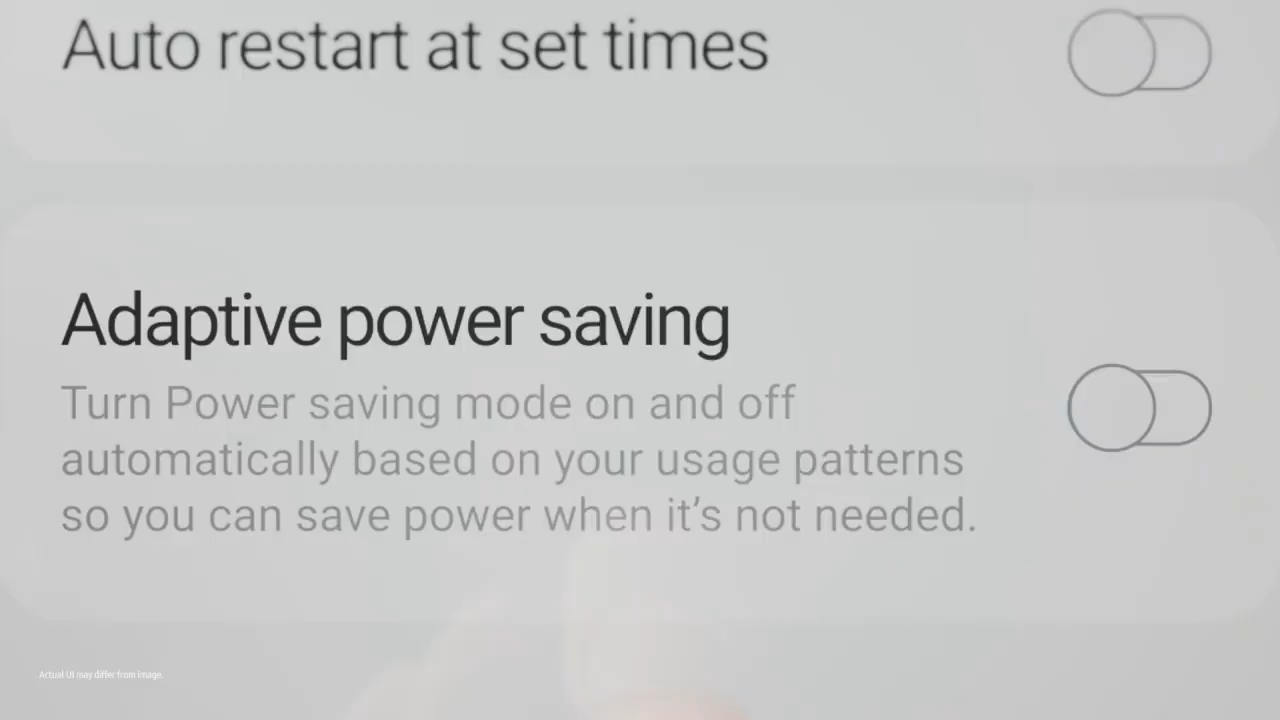 Auto restart at set times
Adaptive power saving
Turn Power saving mode on and off
automatically based on your usage patterns
so you can save power when it’s not needed.
Actual UI may differ from image.